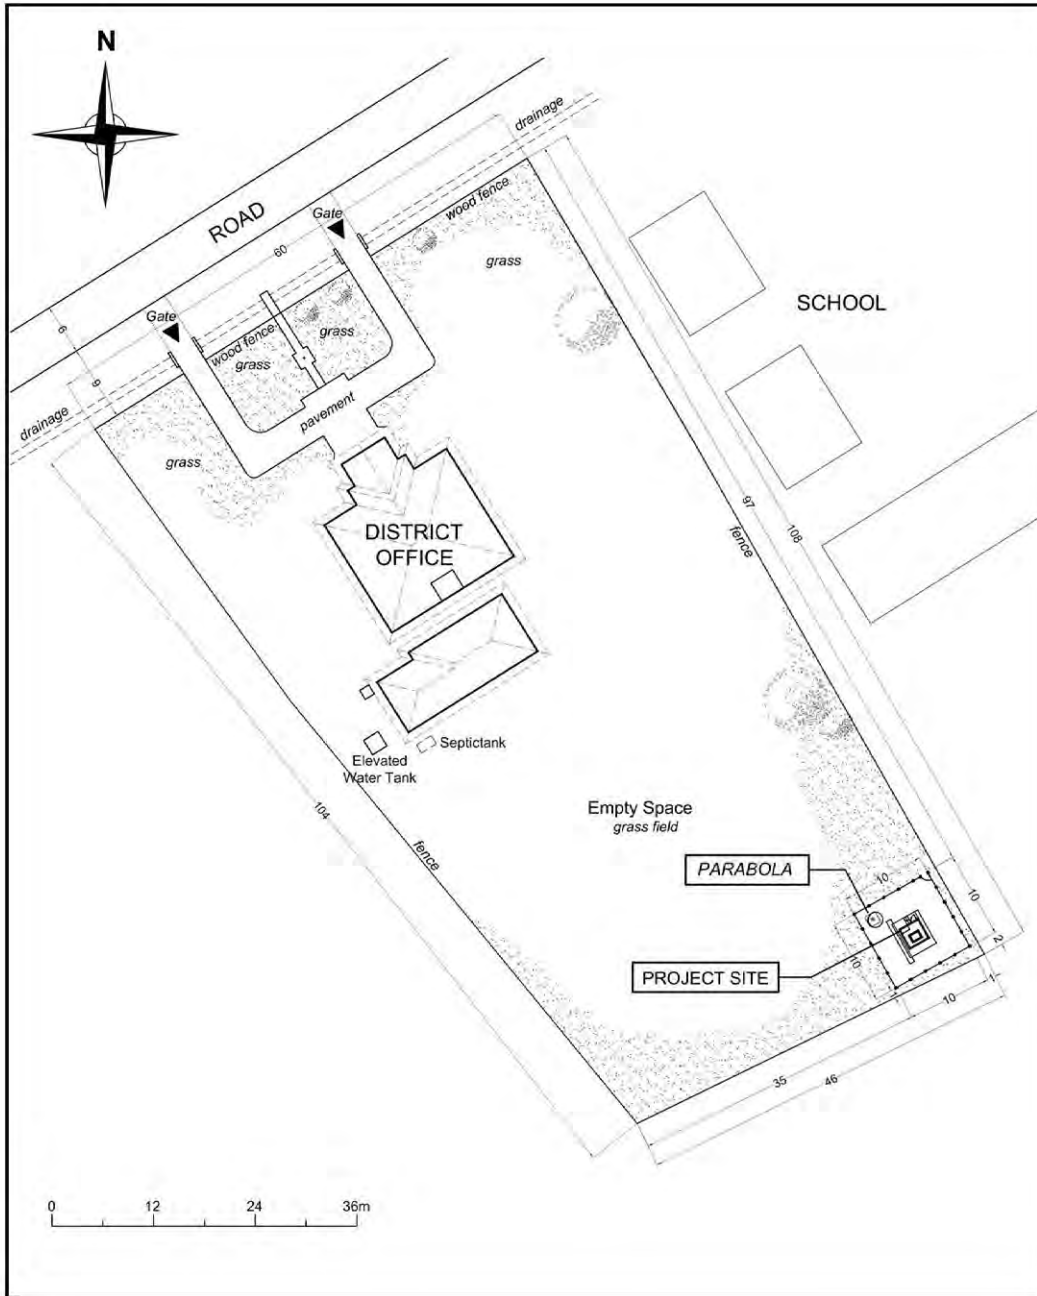 N
drainage
wood fence
ROAD
Gate
60
grass
SCHOOL
6
Gate
wood fence
grass
grass
9
drainage
pavement
grass
97
108
fence
DISTRICT
OFFICE
Septictank
Elevated
Water Tank
104
fence
Empty Space
grass field
PARABOLA
10
10
10
2
PROJECT SITE
1
10
1
35
46
0 12 24 36m